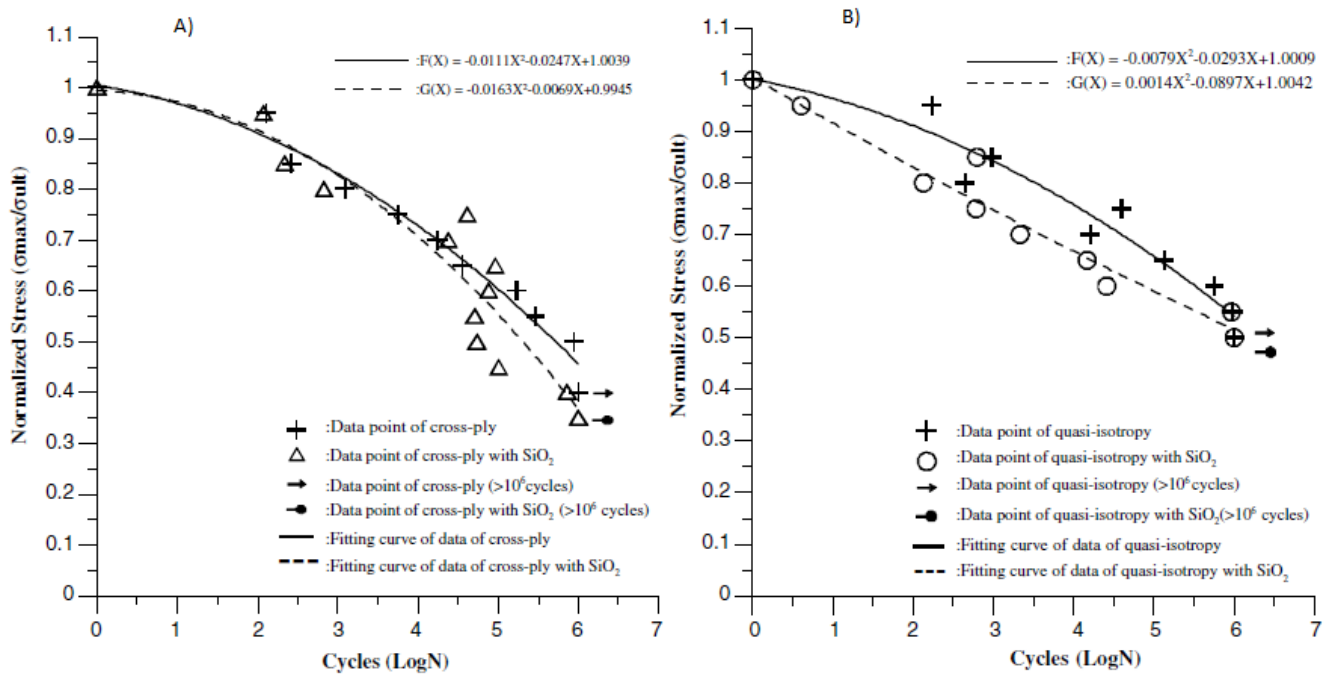 A)
:F(X) = -0.0111X²-0.0247X+1.0039
:G(X) = -0.0163X²-0.0069X+0.9945
Normalized Stress (σmax/σult)
1.1
1
0.9
0.8
0.7
0.6
0.5
0.4
0.3
0.2
0.1
0
:Data point of cross-ply
:Data point of cross-ply with SiO₂
:Data point of cross-ply (>10⁶cycles)
:Data point of cross-ply with SiO₂ (>10⁶ cycles)
:Fitting curve of data of cross-ply
:Fitting curve of data of cross-ply with SiO₂
0 1 2 3 4 5 6 7
Cycles (LogN)
B)
:F(X) = -0.0079X²-0.0293X+1.0009
:G(X) = 0.0014X²-0.0897X+1.0042
Normalized Stress (σmax/σult)
1.1
1
0.9
0.8
0.7
0.6
0.5
0.4
0.3
0.2
0.1
0
:Data point of quasi-isotropy
:Data point of quasi-isotropy with SiO₂
:Data point of quasi-isotropy (>10⁶cycles)
:Data point of quasi-isotropy with SiO₂(>10⁶ cycles)
:Fitting curve of data of quasi-isotropy
:Fitting curve of data of quasi-isotropy with SiO₂
0 1 2 3 4 5 6 7
Cycles (LogN)